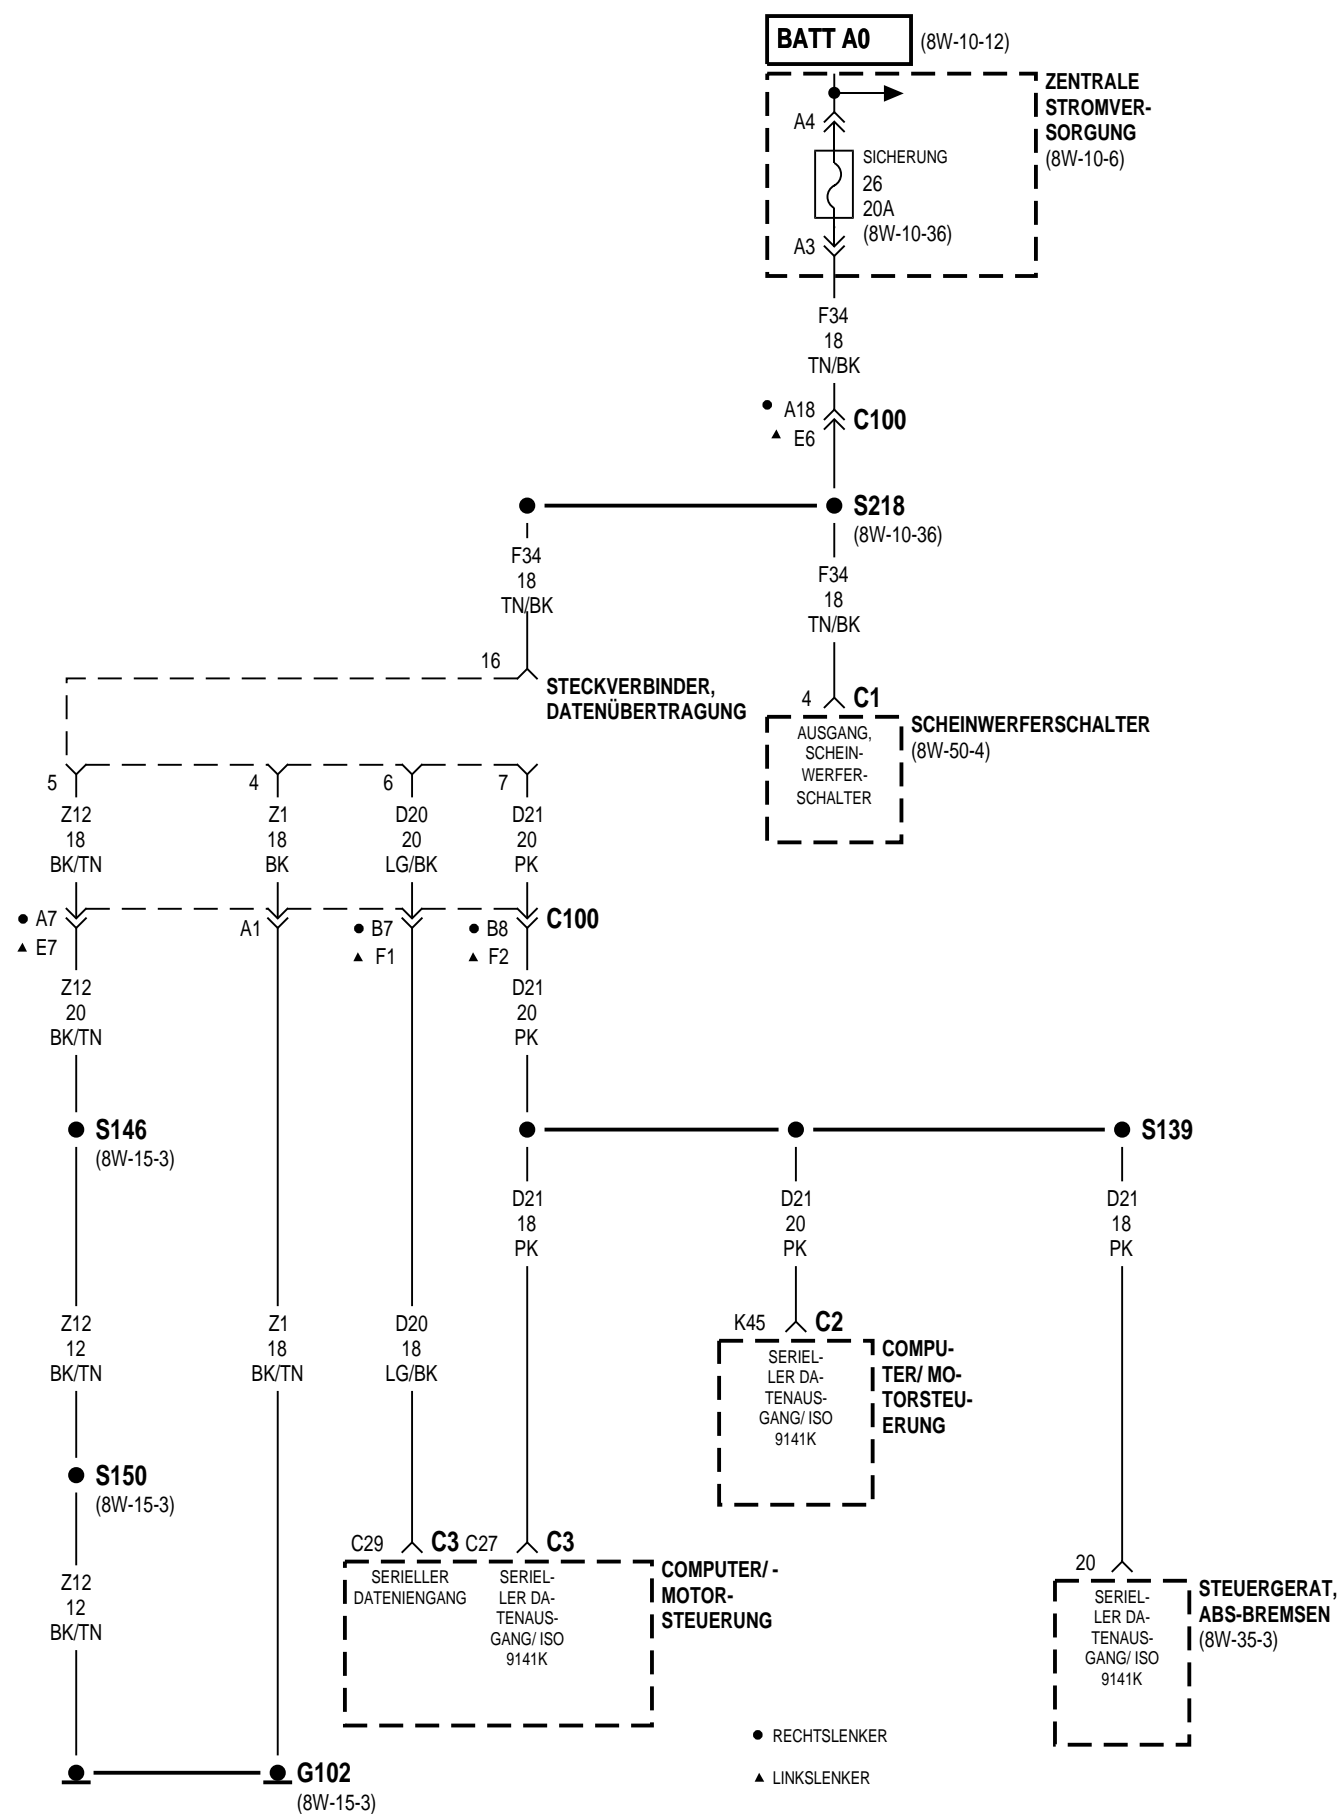 BATT A0
(8W-10-12)
ZENTRALE
STROMVER-
SORGUNG
(8W-10-6)
A4
SICHERUNG
26
20A
(8W-10-36)
A3
F34
18
TN/BK
A18
E6
C100
S218
(8W-10-36)
F34
18
TN/BK
F34
18
TN/BK
16
STECKVERBINDER,
DATENÜBERTRAGUNG
4
C1
AUSGANG,
SCHEIN-
WERFER-
SCHALTER
SCHEINWERFERSCHALTER
(8W-50-4)
5
4
6
7
Z12
18
BK/TN
Z1
18
BK
D20
20
LG/BK
D21
20
PK
A7
E7
A1
B7
F1
B8
F2
C100
Z12
20
BK/TN
D21
20
PK
S146
(8W-15-3)
S139
D21
18
PK
D21
20
PK
D21
18
PK
Z12
12
BK/TN
Z1
18
BK/TN
D20
18
LG/BK
K45
C2
SERIEL-
LER DA-
TENAUS-
GANG/ ISO
9141K
COMPU-
TER/ MO-
TORSTEU-
ERUNG
S150
(8W-15-3)
Z12
12
BK/TN
C29
C3
C27
C3
SERIELLER
DATENIENGANG
SERIEL-
LER DA-
TENAUS-
GANG/ ISO
9141K
COMPUTER/ -
MOTOR-
STEUERUNG
20
SERIEL-
LER DA-
TENAUS-
GANG/ ISO
9141K
STEUERGERAT,
ABS-BREMSEN
(8W-35-3)
RECHTSLENKER
LINKSLENKER
G102
(8W-15-3)